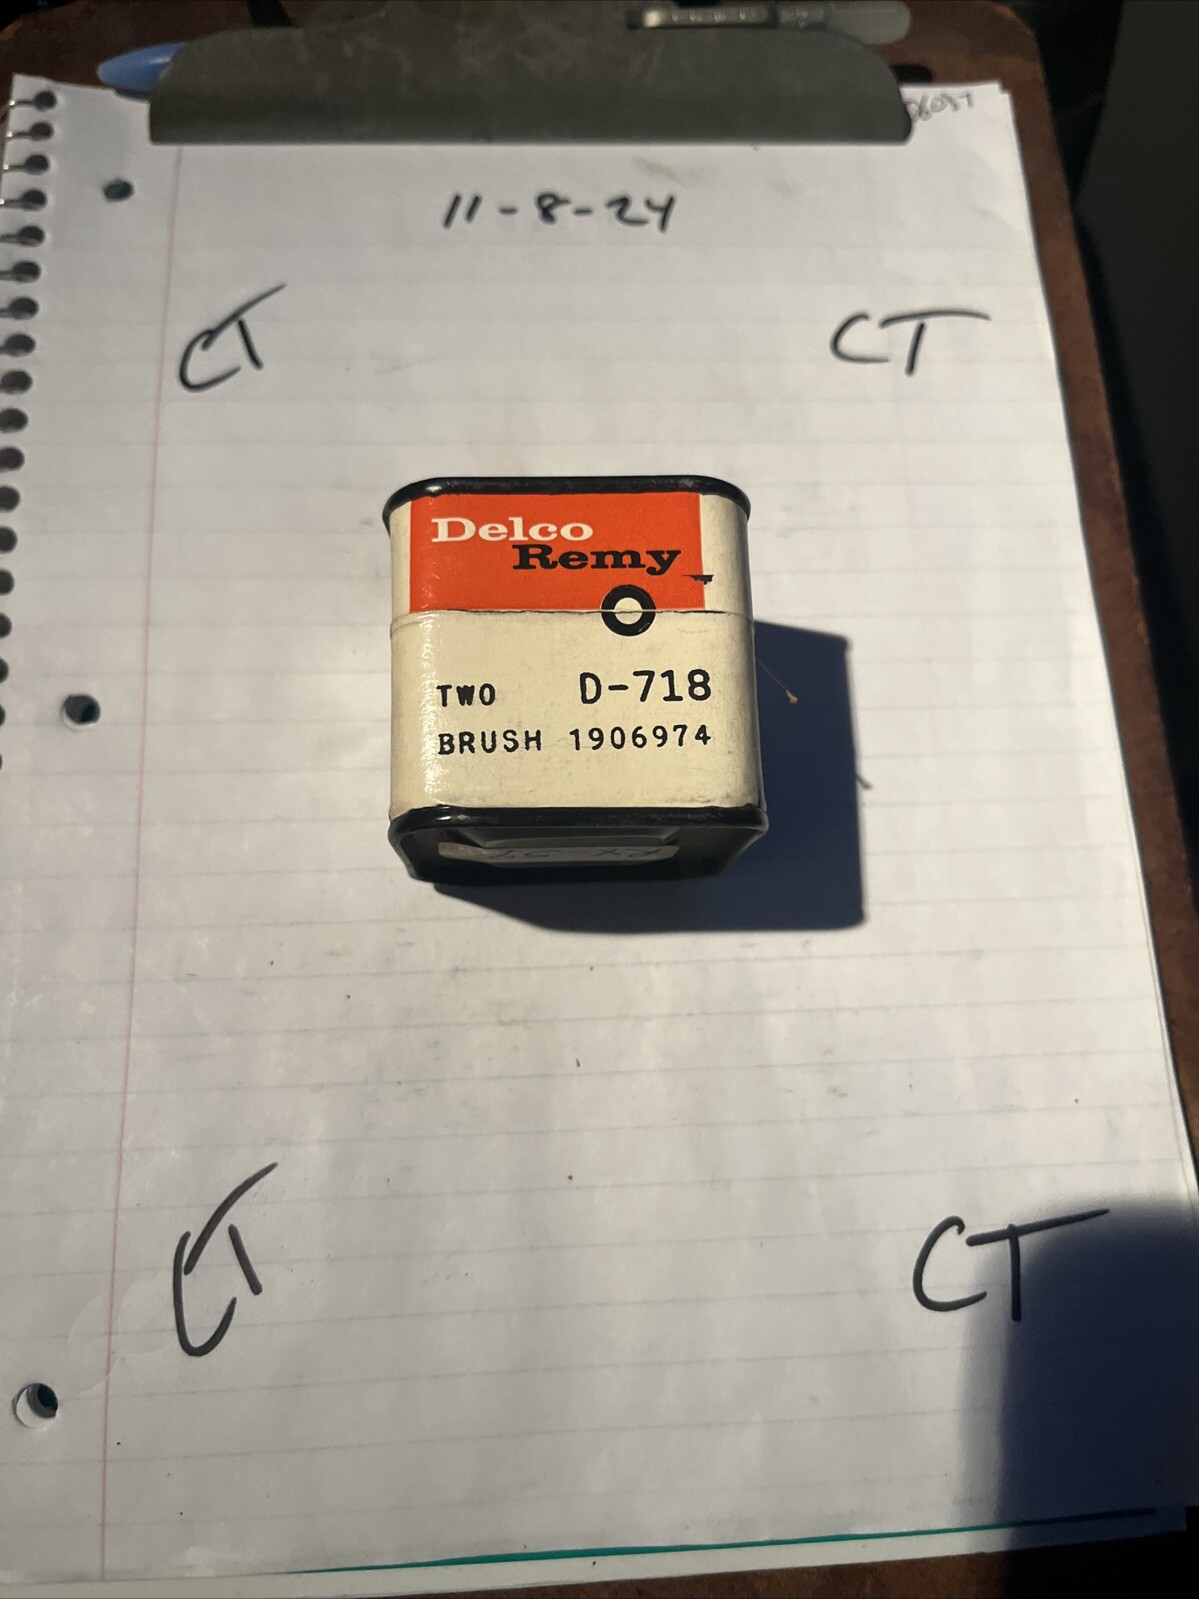 11-8-24
CT
CT
Delco
Remy
TWO D-718
BRUSH 1906974
CT
CT